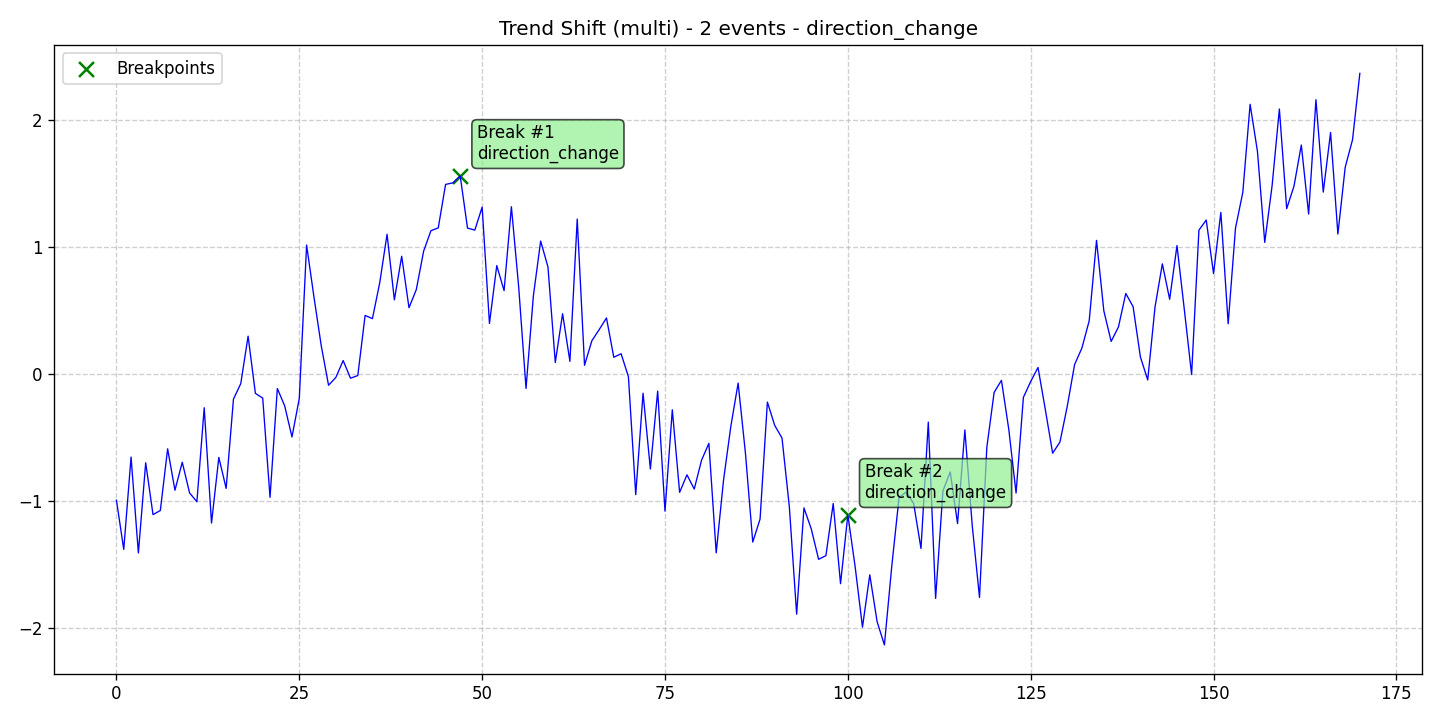 Trend Shift (multi) - 2 events - direction_change
Breakpoints
Break #1
direction_change
Break #2
direction_change
2
1
0
−1
−2
0 25 50 75 100 125 150 175